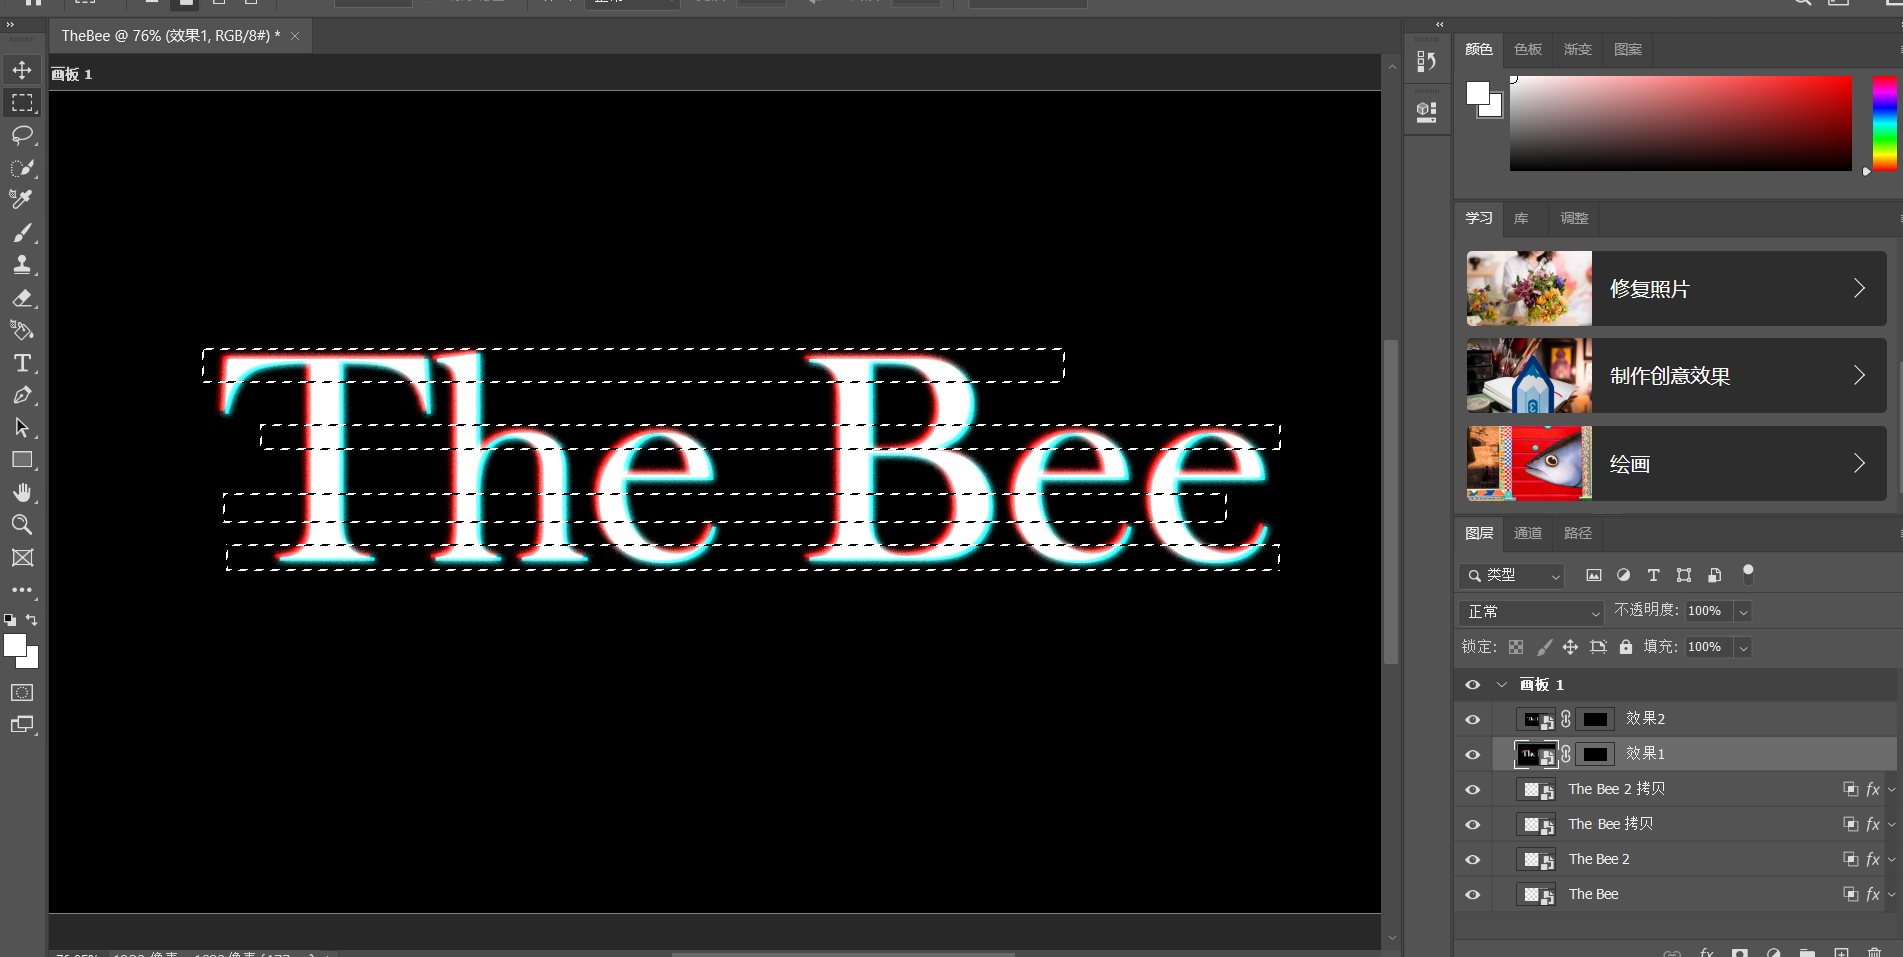 TheBee @ 76% (效果1, RGB/8#) *
画板 1
The Bee
颜色 色板 渐变 图案
学习 库 调整
修复照片
制作创意效果
绘画
图层 通道 路径
类型
正常 不透明度: 100%
锁定: 填充: 100%
画板 1
效果2
效果1
The Bee 2 拷贝 fx
The Bee 拷贝 fx
The Bee 2 fx
The Bee fx